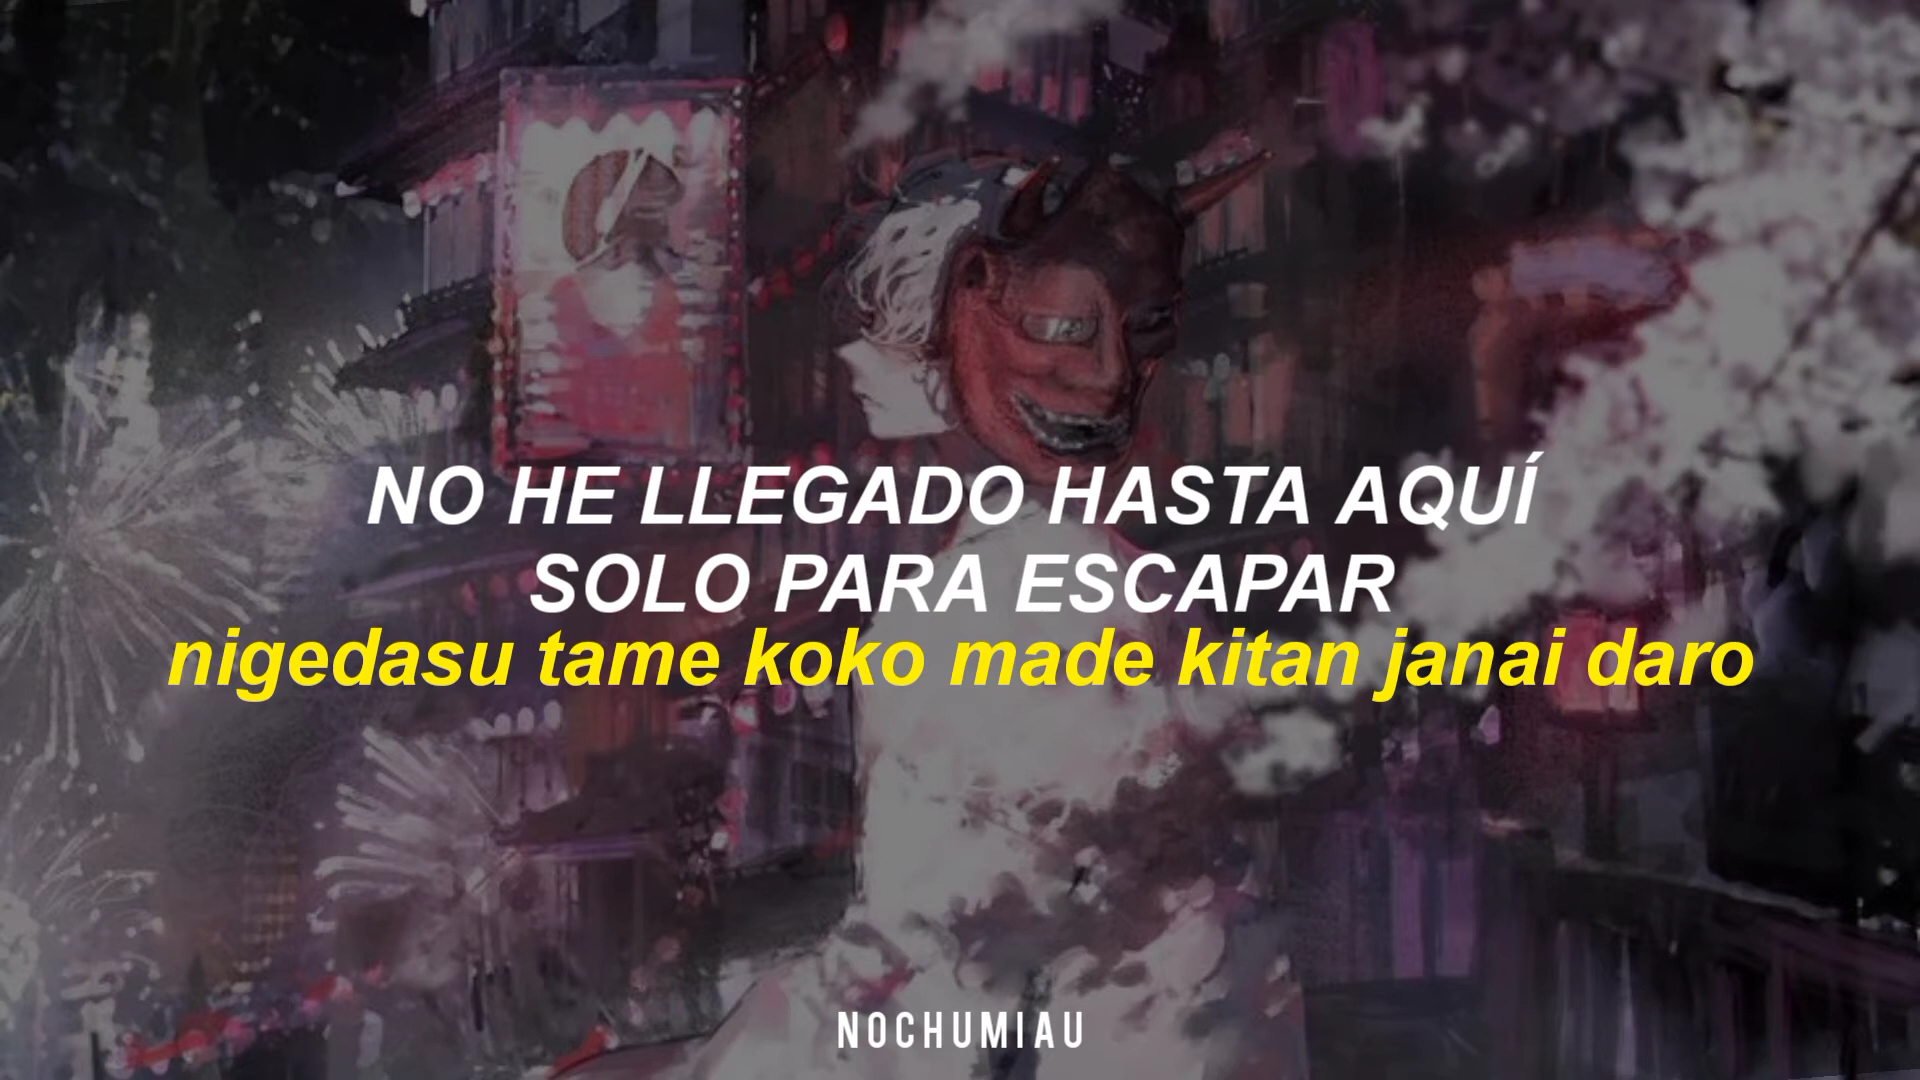 NO HE LLEGADO HASTA AQUÍ
SOLO PARA ESCAPAR
nigedasu tame koko made kitan janai daro
NOCHUMIAU